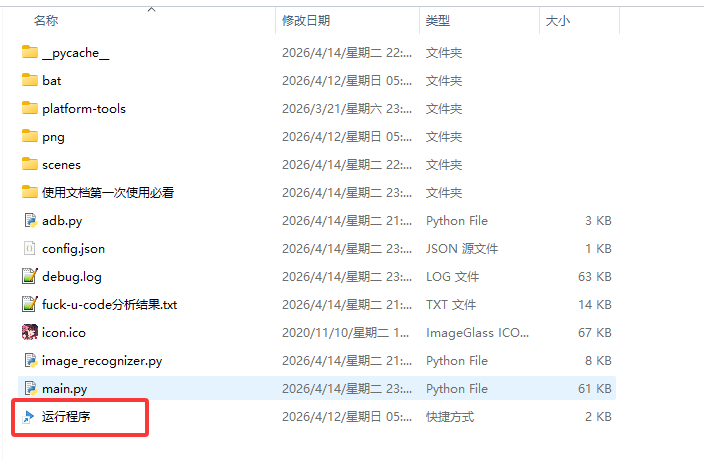 名称 修改日期 类型 大小
__pycache__ 2026/4/14/星期二 22:... 文件夹
bat 2026/4/12/星期日 05:... 文件夹
platform-tools 2026/3/21/星期六 23:... 文件夹
png 2026/4/12/星期日 05:... 文件夹
scenes 2026/4/14/星期二 22:... 文件夹
使用文档第一次使用必看 2026/4/14/星期二 23:... 文件夹
adb.py 2026/4/14/星期二 21:... Python File 3 KB
config.json 2026/4/14/星期二 23:... JSON 源文件 1 KB
debug.log 2026/4/14/星期二 23:... LOG 文件 63 KB
fuck-u-code分析结果.txt 2026/4/14/星期二 21:... TXT 文件 14 KB
icon.ico 2020/11/10/星期二 1... ImageGlass ICO... 67 KB
image_recognizer.py 2026/4/14/星期二 21:... Python File 8 KB
main.py 2026/4/14/星期二 23:... Python File 61 KB
运行程序 2026/4/12/星期日 05:... 快捷方式 2 KB